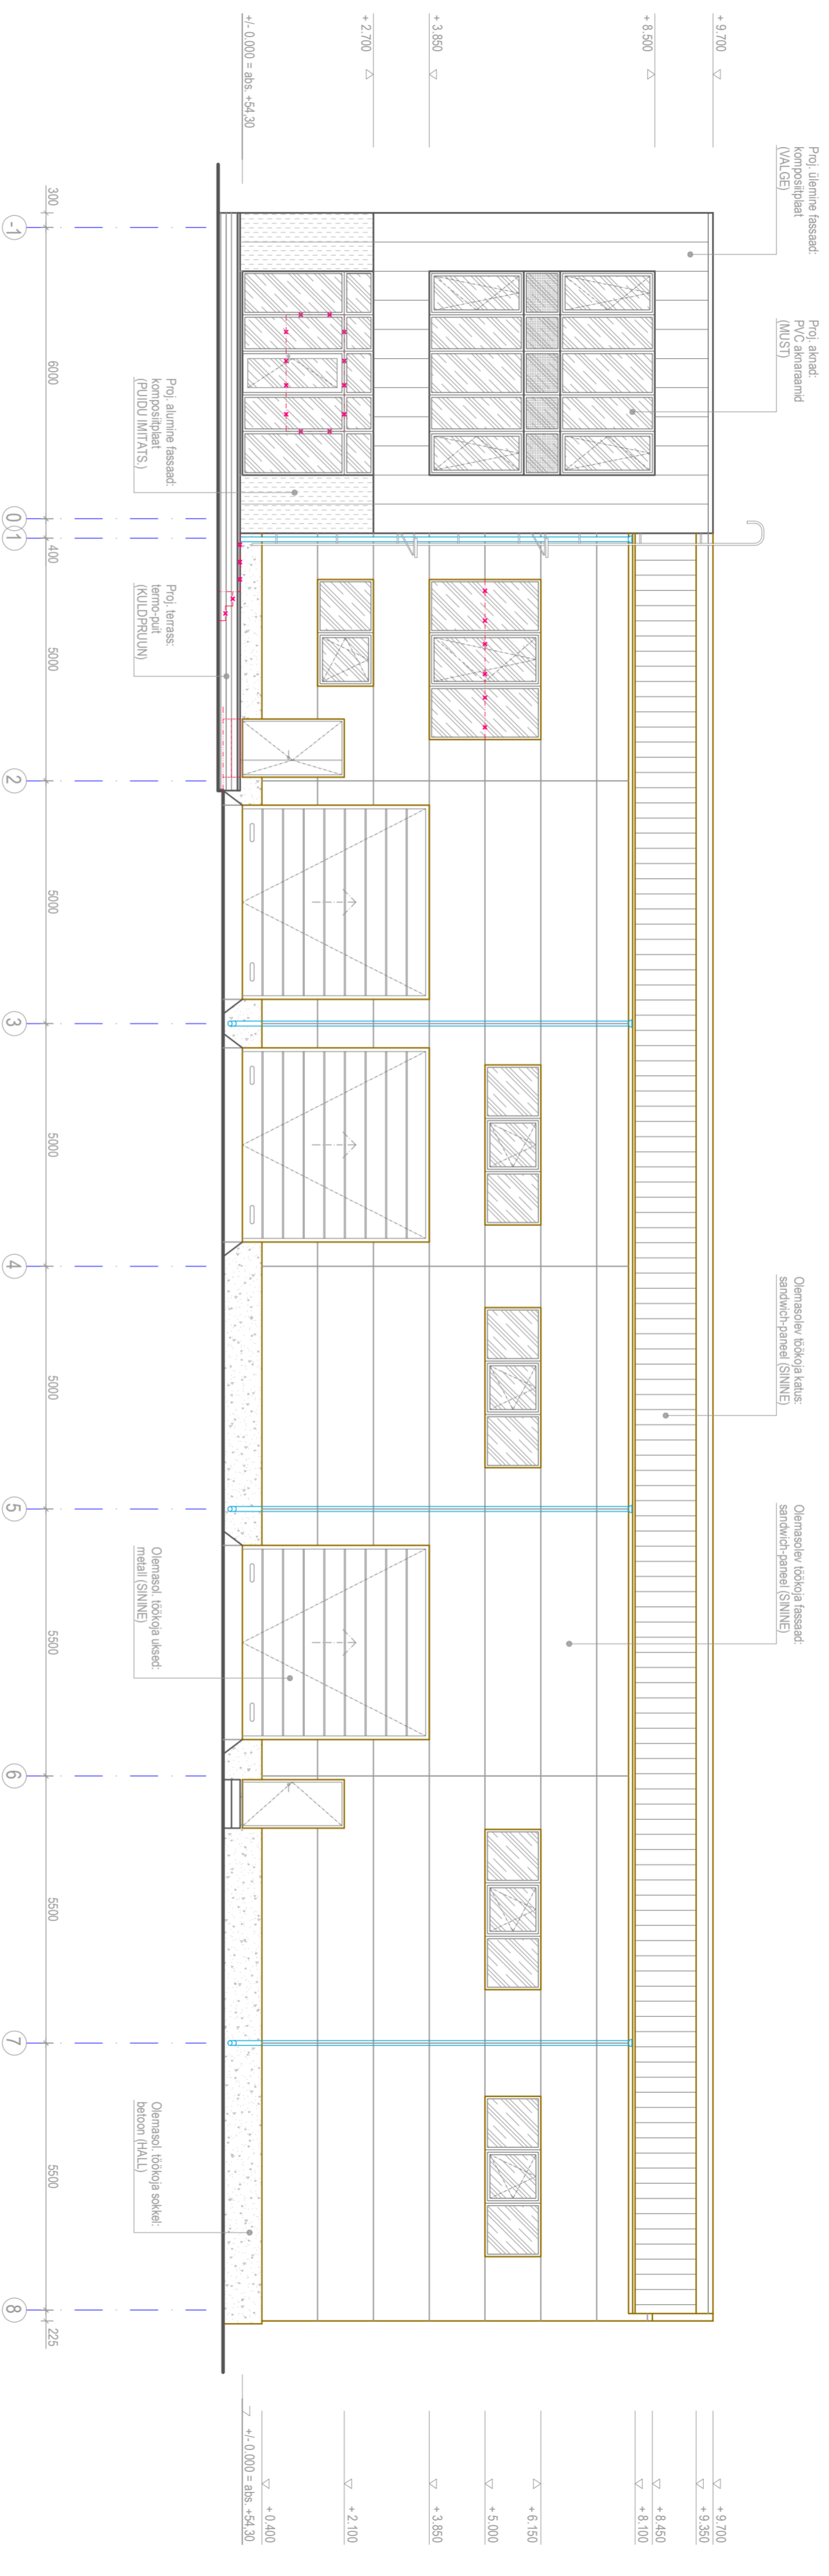 + 9.700
+ 8.500
+ 3.850
+ 2.700
+/- 0.000 = abs. +54,30
Proj. ülemine fassaad:
komposiitplaat
(VALGE)
Proj. aknad:
PVC aknaraamid
(MUST)
Olemasolev töökoja katus:
sandwich-paneel (SININE)
Olemasolev töökoja fassaad:
sandwich-paneel (SININE)
+ 9.700
+ 9.350
+ 8.450
+ 8.100
+ 6.150
+ 5.000
+ 3.850
+ 2.100
+ 0.400
+/- 0.000 = abs. +54,30
Proj. alumine fassaad:
komposiitplaat
(PUIDU IMITATS.)
Proj. terrass:
termo-puit
(KULDPRUUN)
Olemasol. töökoja uksed:
metall (SININE)
Olemasol. töökoja sokkel:
betoon (HALL)
300
6000
400
5000
5000
5000
5000
5500
5500
5500
225
-1
0
1
2
3
4
5
6
7
8